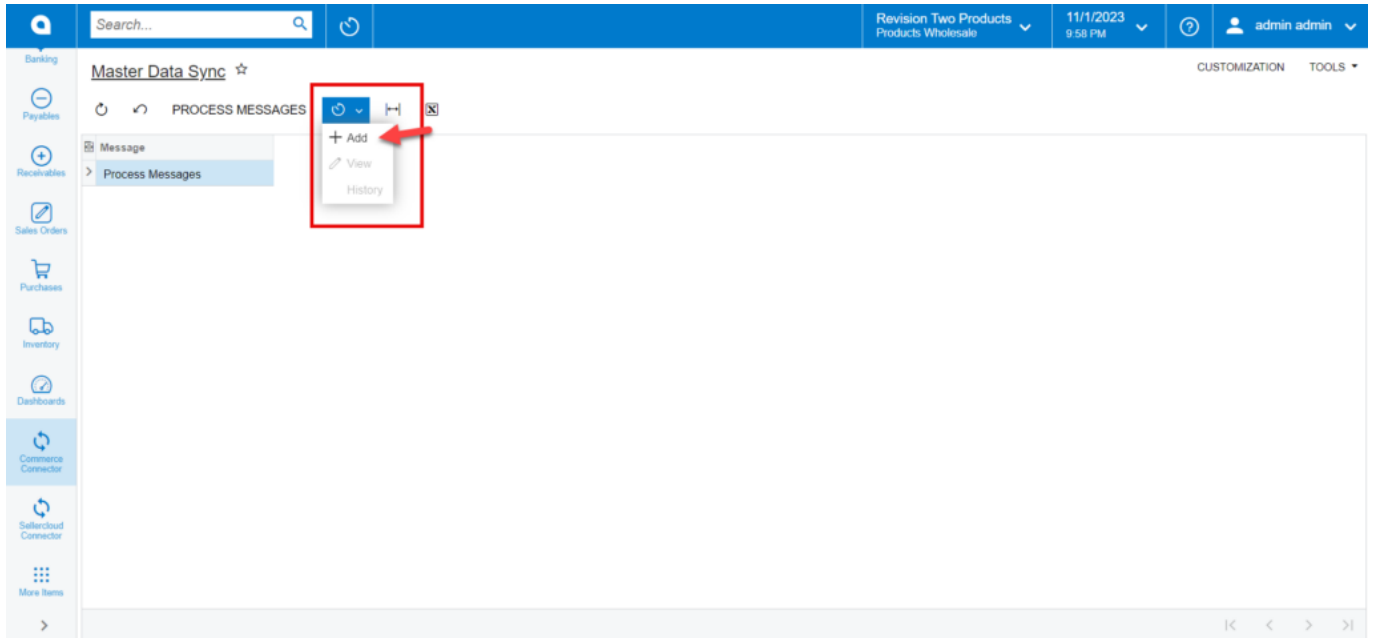 Search...
Revision Two Products
Products Wholesale
11/1/2023
9:58 PM
admin admin
Banking
Payables
Receivables
Sales Orders
Purchases
Inventory
Dashboards
Commerce
Connector
Sellercloud
Connector
More Items
Master Data Sync
CUSTOMIZATION
TOOLS
PROCESS MESSAGES
Add
View
History
Message
Process Messages